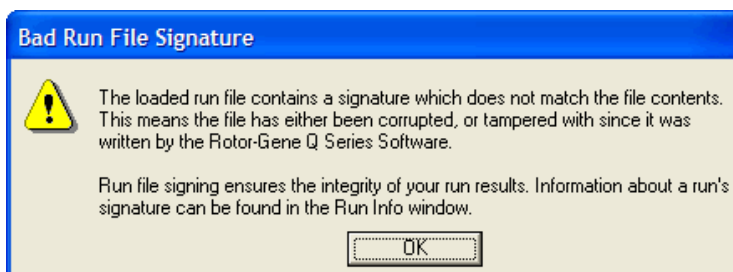 Bad Run File Signature
The loaded run file contains a signature which does not match the file contents.
This means the file has either been corrupted, or tampered with since it was
written by the Rotor-Gene Q Series Software.
Run file signing ensures the integrity of your run results. Information about a run's
signature can be found in the Run Info window.
OK